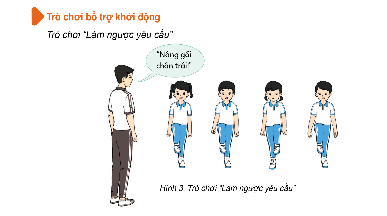 Trò chơi bổ trợ khởi động
Trò chơi "Làm ngược yêu cầu"
"Nâng gối
chân trái"
Hình 3. Trò chơi "Làm ngược yêu cầu"